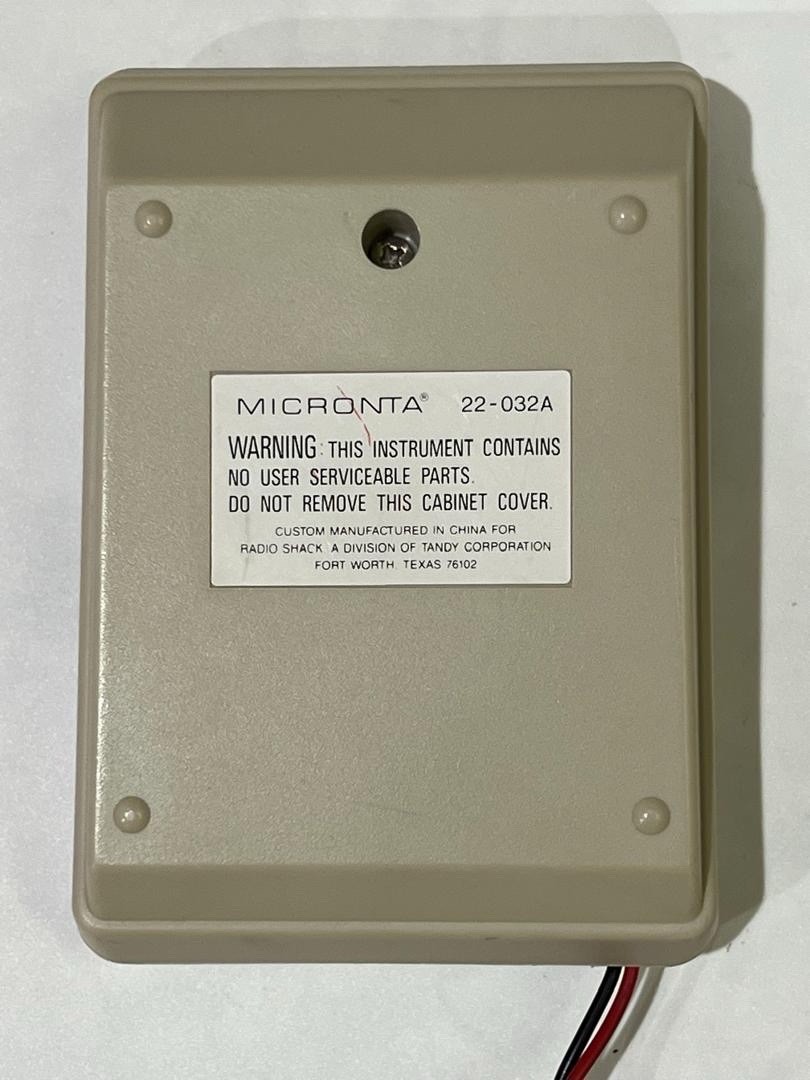 MICRONTA® 22-032A
WARNING: THIS INSTRUMENT CONTAINS
NO USER SERVICEABLE PARTS.
DO NOT REMOVE THIS CABINET COVER.
CUSTOM MANUFACTURED IN CHINA FOR
RADIO SHACK, A DIVISION OF TANDY CORPORATION
FORT WORTH, TEXAS 76102